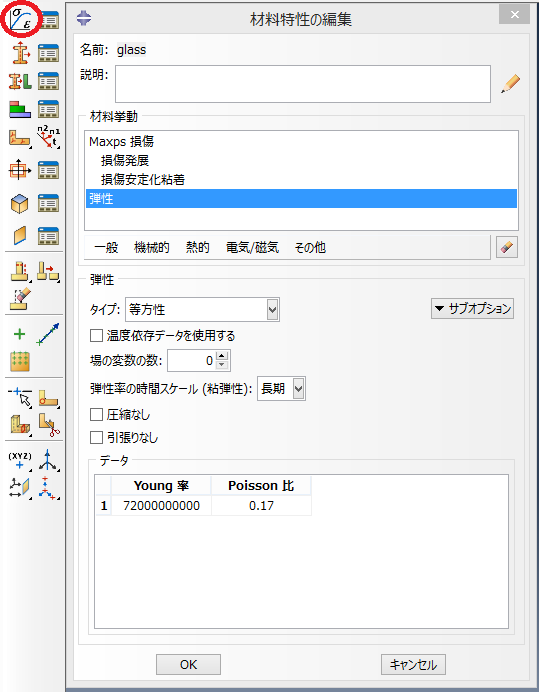 σ
ε
材料特性の編集
名前: glass
説明:
材料挙動
Maxps 損傷
損傷発展
損傷安定化粘着
弾性
一般 機械的 熱的 電気/磁気 その他
弾性
タイプ: 等方性
▼ サブオプション
温度依存データを使用する
場の変数の数: 0
弾性率の時間スケール (粘弾性): 長期
圧縮なし
引張りなし
データ
Young 率 Poisson 比
1 72000000000 0.17
OK キャンセル
n2 n1
t
(XYZ)